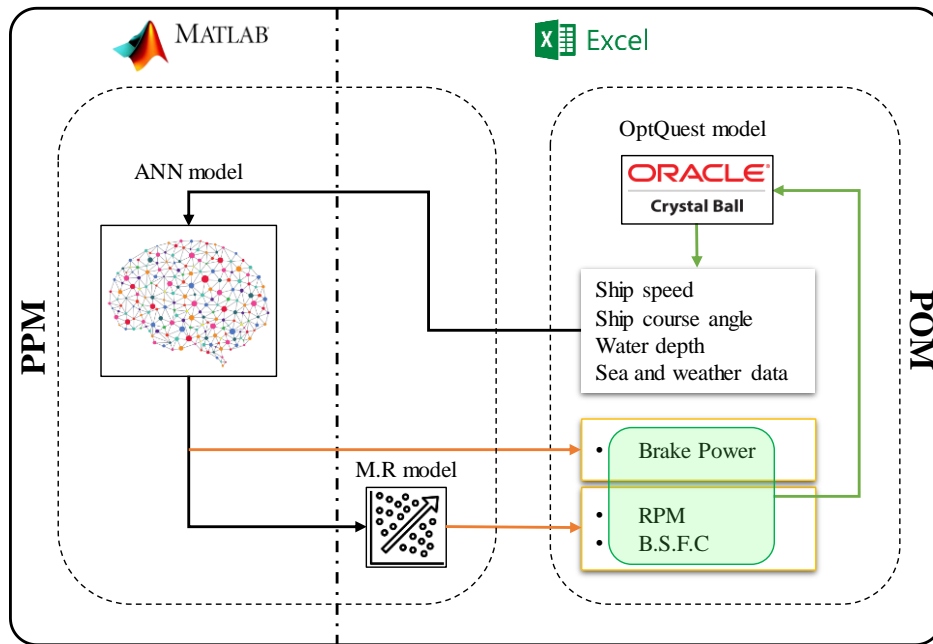 MATLAB®
Excel
OptQuest model
ORACLE®
Crystal Ball
ANN model
PPM
Ship speed
Ship course angle
Water depth
Sea and weather data
POM
• Brake Power
M.R model
• RPM
• B.S.F.C